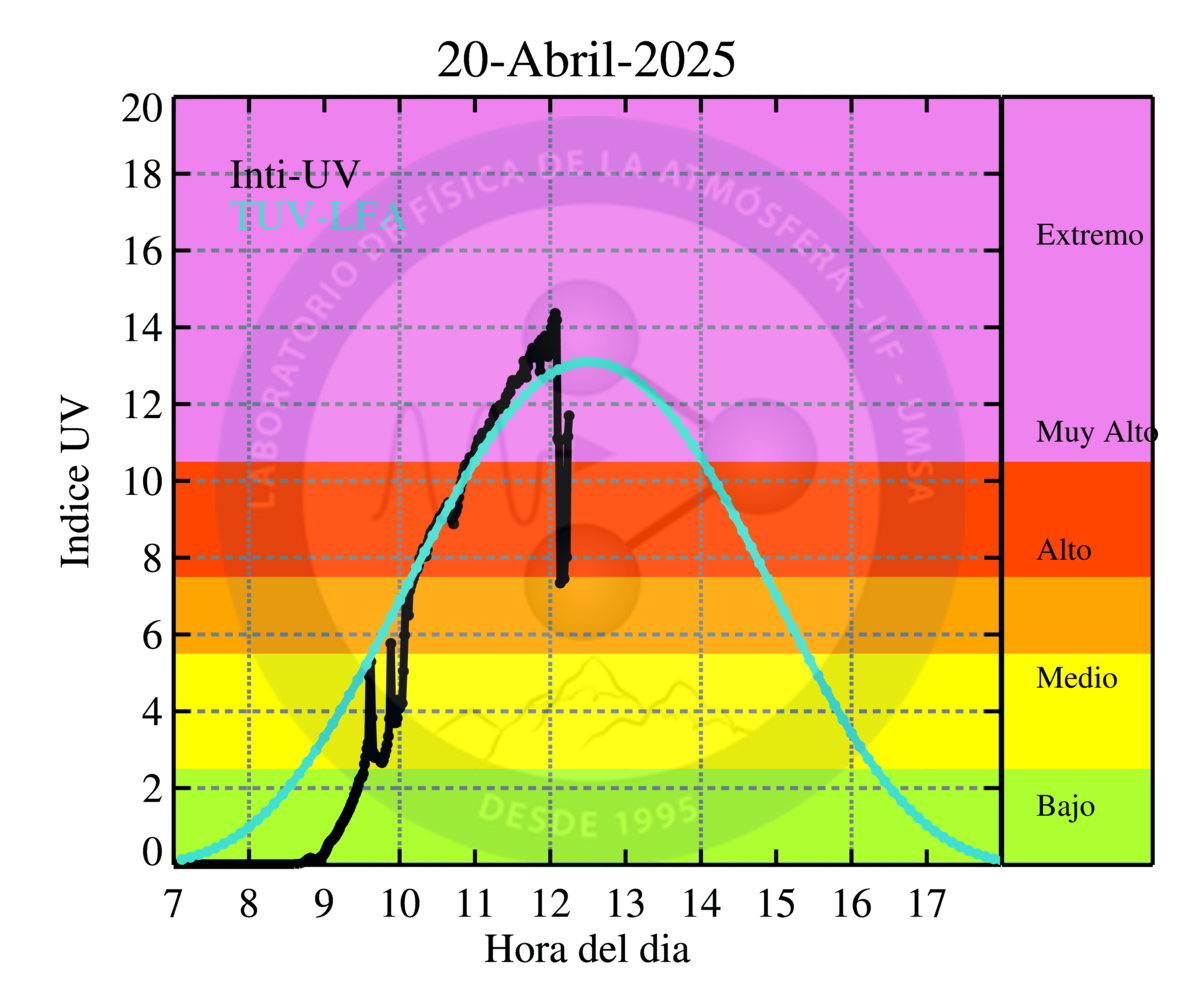 20-Abril-2025
20
18
16
14
12
10
8
6
4
2
0
Indice UV
Inti-UV
TUV-LFA
LABORATORIO DE FÍSICA DE LA ATMÓSFERA - IIF - UMSA
DESDE 1995
Extremo
Muy Alto
Alto
Medio
Bajo
7 8 9 10 11 12 13 14 15 16 17
Hora del dia